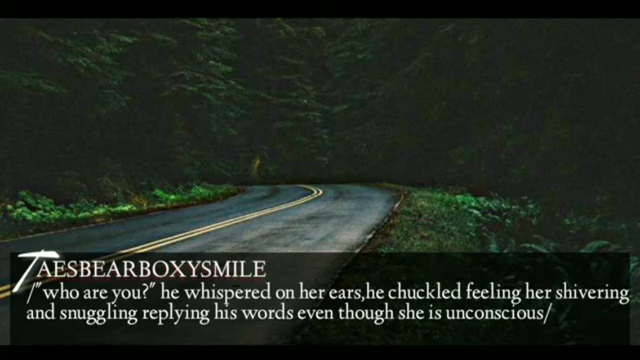 TAESBEARBOXYSMILE
/"who are you?" he whispered on her ears,he chuckled feeling her shivering
and snuggling replying his words even though she is unconscious/